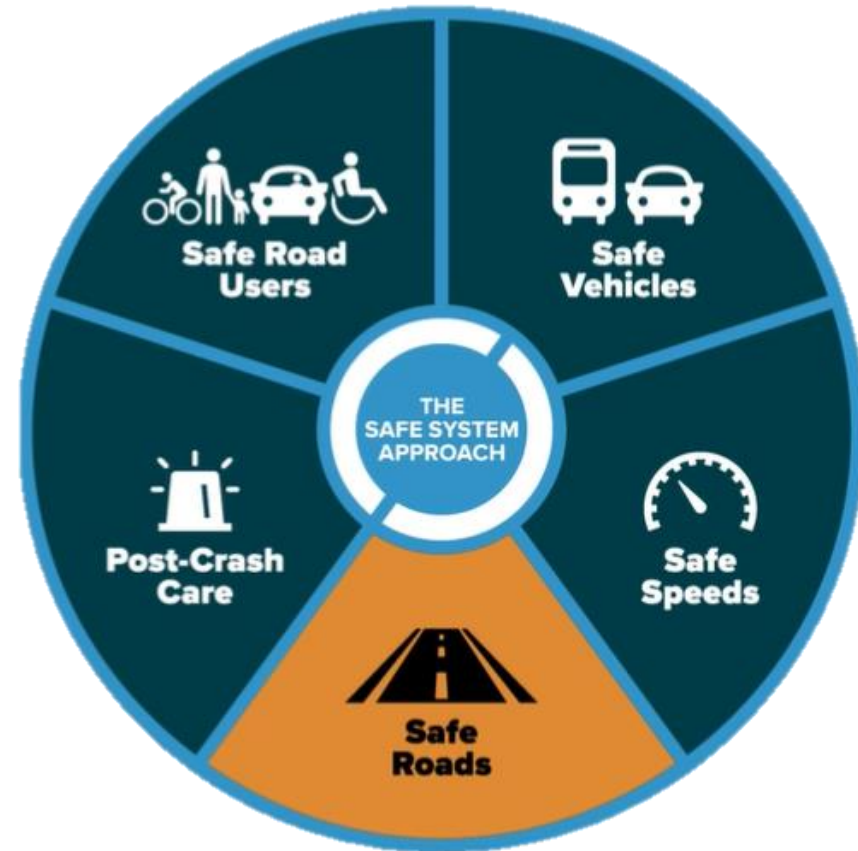 Safe Road
Users
Safe
Vehicles
THE
SAFE SYSTEM
APPROACH
Post-Crash
Care
Safe
Speeds
Safe
Roads